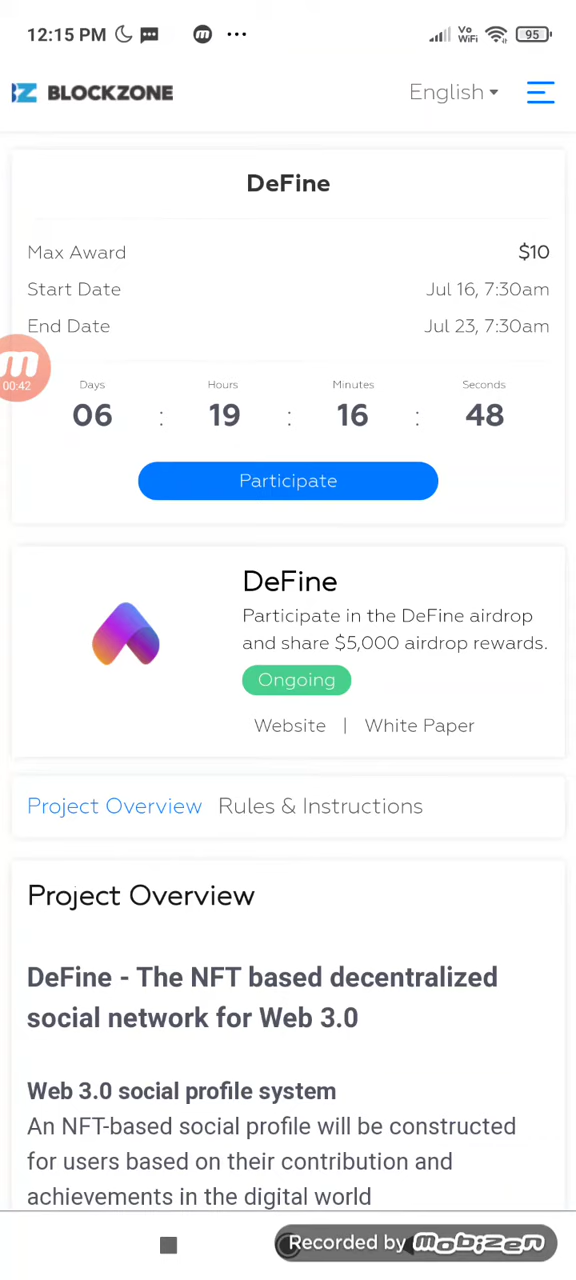 12:15 PM
Vo
WiFi
95
BLOCKZONE
English
DeFine
Max Award $10
Start Date Jul 16, 7:30am
End Date Jul 23, 7:30am
00:42
Days Hours Minutes Seconds
06 : 19 : 16 : 48
Participate
DeFine
Participate in the DeFine airdrop
and share $5,000 airdrop rewards.
Ongoing
Website | White Paper
Project Overview Rules & Instructions
Project Overview
DeFine - The NFT based decentralized
social network for Web 3.0
Web 3.0 social profile system
An NFT-based social profile will be constructed
for users based on their contribution and
achievements in the digital world
Recorded by mobizen